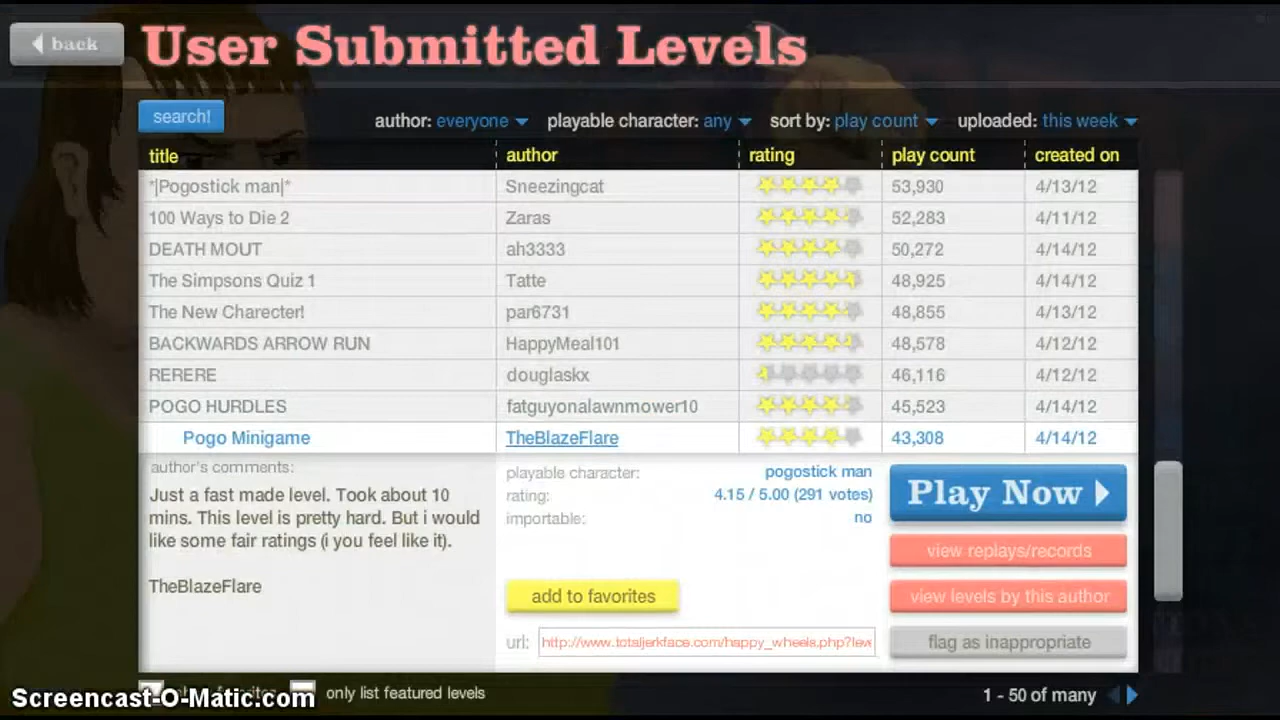 back
User Submitted Levels
search!
author: everyone playable character: any sort by: play count uploaded: this week
title author rating play count created on
*|Pogostick man|* Sneezingcat 53,930 4/13/12
100 Ways to Die 2 Zaras 52,283 4/11/12
DEATH MOUT ah3333 50,272 4/14/12
The Simpsons Quiz 1 Tatte 48,925 4/14/12
The New Charecter! par6731 48,855 4/13/12
BACKWARDS ARROW RUN HappyMeal101 48,578 4/12/12
RERERE douglaskx 46,116 4/12/12
POGO HURDLES fatguyonalawnmower10 45,523 4/14/12
Pogo Minigame TheBlazeFlare 43,308 4/14/12
author's comments:
Just a fast made level. Took about 10
mins. This level is pretty hard. But i would
like some fair ratings (i you feel like it).
TheBlazeFlare
playable character: pogostick man
rating: 4.15 / 5.00 (291 votes)
importable: no
add to favorites
url: http://www.totaljerkface.com/happy_wheels.php?lev
Play Now
view replays/records
view levels by this author
flag as inappropriate
Screencast-O-Matic.com
only list featured levels
1 - 50 of many